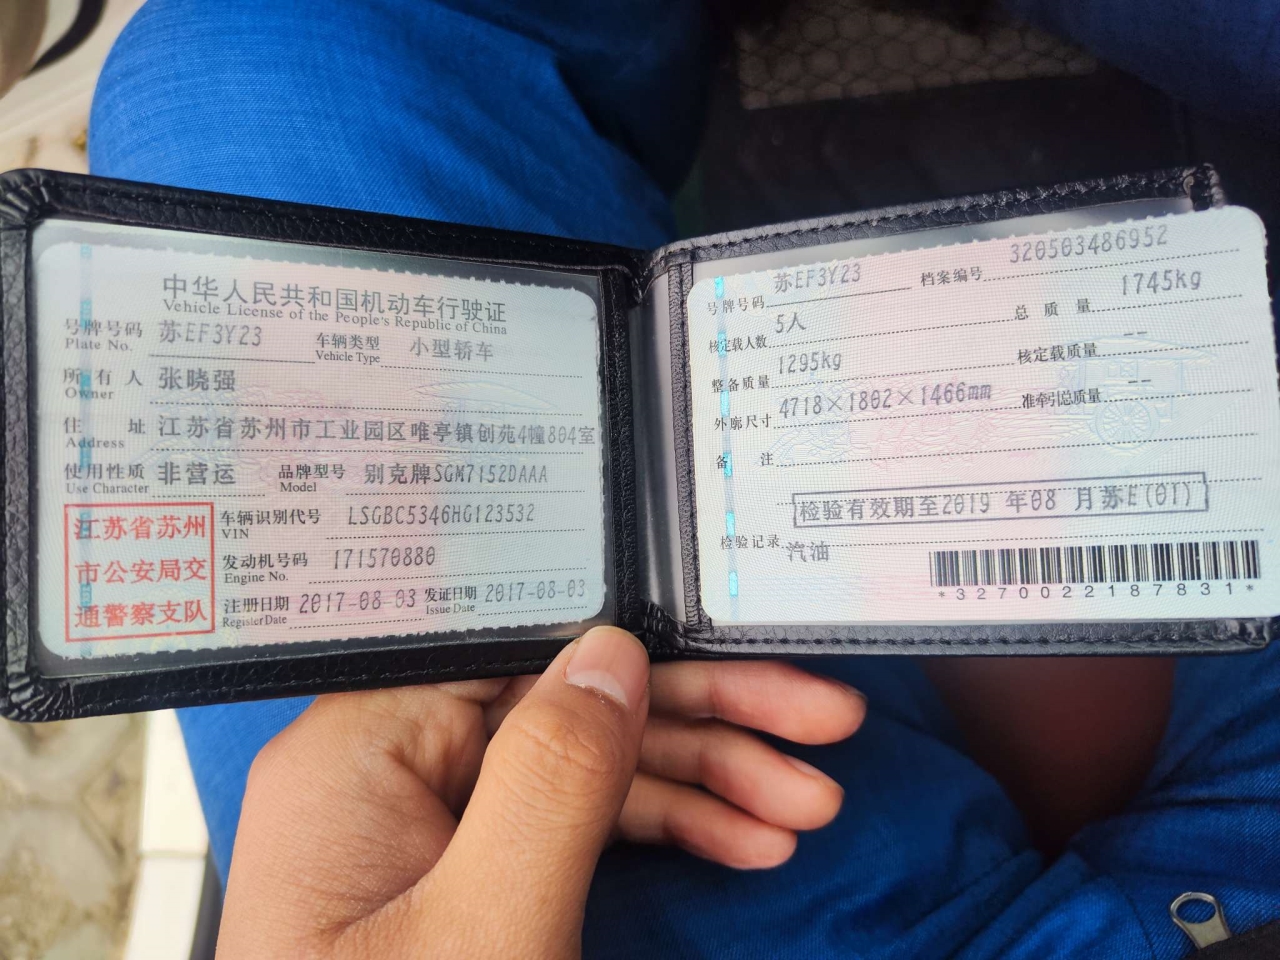 中华人民共和国机动车行驶证
Vehicle License of the People's Republic of China
号牌号码 苏EF3Y23 车辆类型 小型轿车
Plate No. Vehicle Type
所有人 张晓强
Owner
住址 江苏省苏州市工业园区唯亭镇创苑4幢804室
Address
使用性质 非营运 品牌型号 别克牌SGM7152DAAA
Use Character Model
江苏省苏州
市公安局交
通警察支队
车辆识别代号 LSGBC5346HG123532
VIN
发动机号码 171570880
Engine No.
注册日期 2017-08-03 发证日期 2017-08-03
Register Date Issue Date
号牌号码 苏EF3Y23 档案编号 320503486952
核定载人数 5人 总质量 1745kg
整备质量 1295kg 核定载质量 --
外廓尺寸 4718×1802×1466mm 准牵引总质量 --
备注
检验有效期至2019 年08 月苏E(01)
检验记录 汽油
*3270022187831*